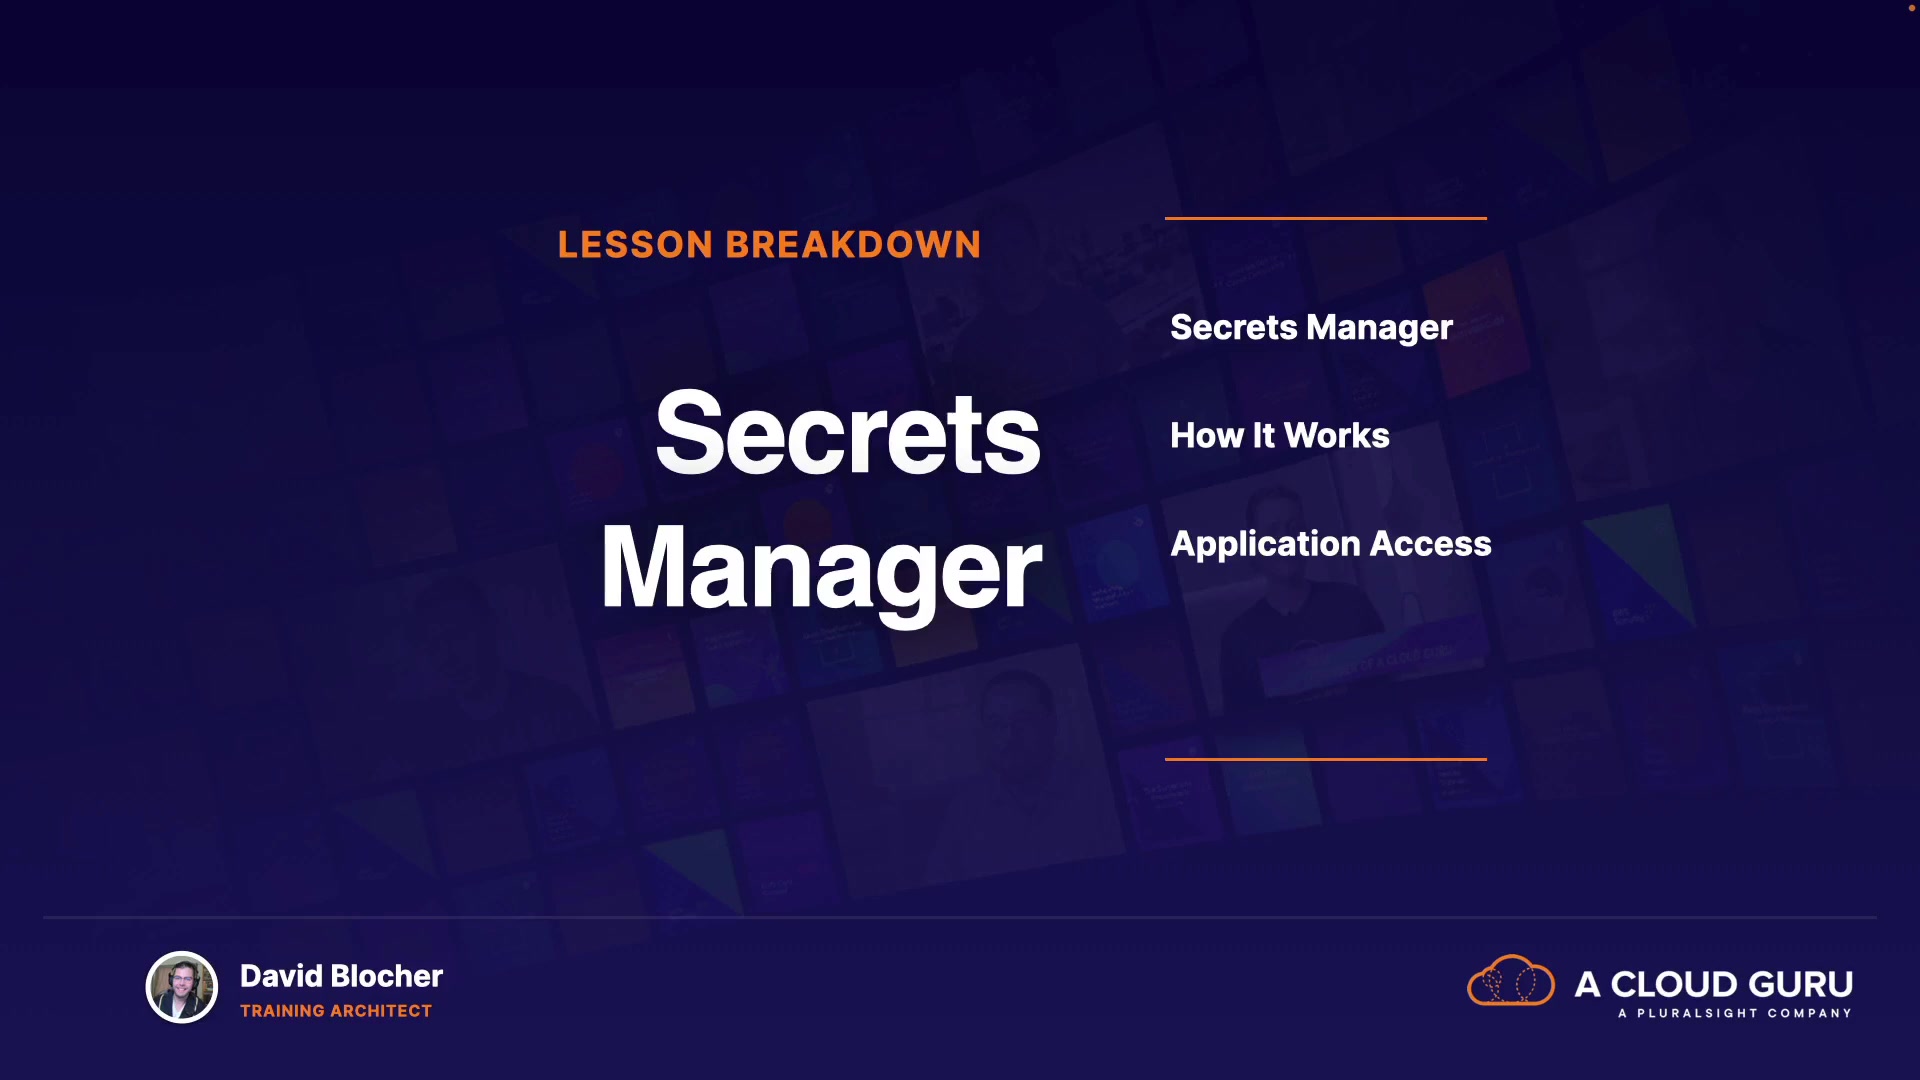 LESSON BREAKDOWN
Secrets
Manager
Secrets Manager
How It Works
Application Access
David Blocher
TRAINING ARCHITECT
A CLOUD GURU
A PLURALSIGHT COMPANY